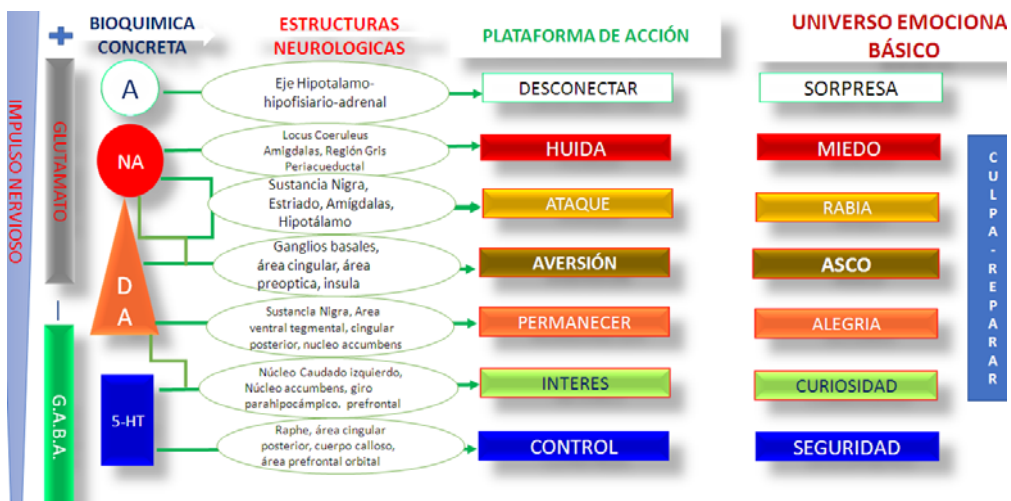 IMPULSO NERVIOSO
+
GLUTAMATO
–
G.A.B.A.
BIOQUIMICA
CONCRETA
ESTRUCTURAS
NEUROLOGICAS
PLATAFORMA DE ACCIÓN
UNIVERSO EMOCIONA
BÁSICO
A
Eje Hipotalamo-
hipofisiario-adrenal
DESCONECTAR
SORPRESA
NA
Locus Coeruleus
Amigdalas, Región Gris
Periacueductal
HUIDA
MIEDO
Sustancia Nigra,
Estriado, Amígdalas,
Hipotálamo
ATAQUE
RABIA
D
A
Ganglios basales,
área cingular, área
preoptica, insula
AVERSIÓN
ASCO
Sustancia Nigra, Area
ventral tegmental, cingular
posterior, nucleo accumbens
PERMANECER
ALEGRIA
Núcleo Caudado izquierdo,
Núcleo accumbens, giro
parahipocámpico. prefrontal
INTERES
CURIOSIDAD
5-HT
Raphe, área cingular
posterior, cuerpo calloso,
área prefrontal orbital
CONTROL
SEGURIDAD
CULPA-REPARAR